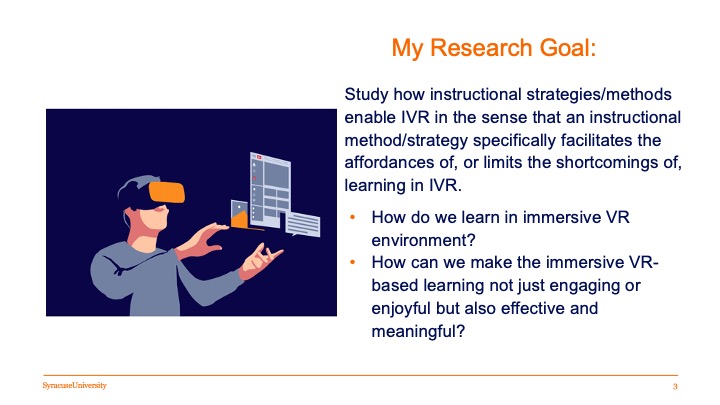 My Research Goal:
Study how instructional strategies/methods
enable IVR in the sense that an instructional
method/strategy specifically facilitates the
affordances of, or limits the shortcomings of,
learning in IVR.
• How do we learn in immersive VR
environment?
• How can we make the immersive VR-
based learning not just engaging or
enjoyful but also effective and
meaningful?
SyracuseUniversity
3